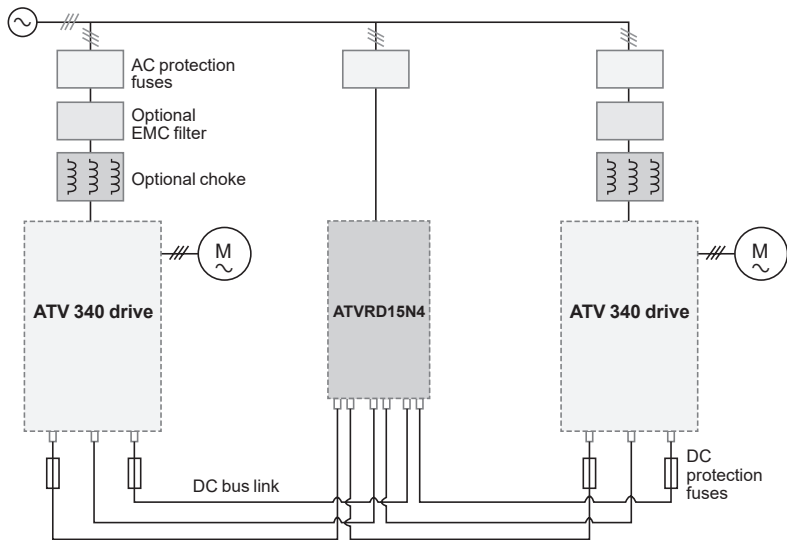 AC protection
fuses
Optional
EMC filter
Optional choke
M
M
ATV 340 drive
ATVRD15N4
ATV 340 drive
DC bus link
DC
protection
fuses